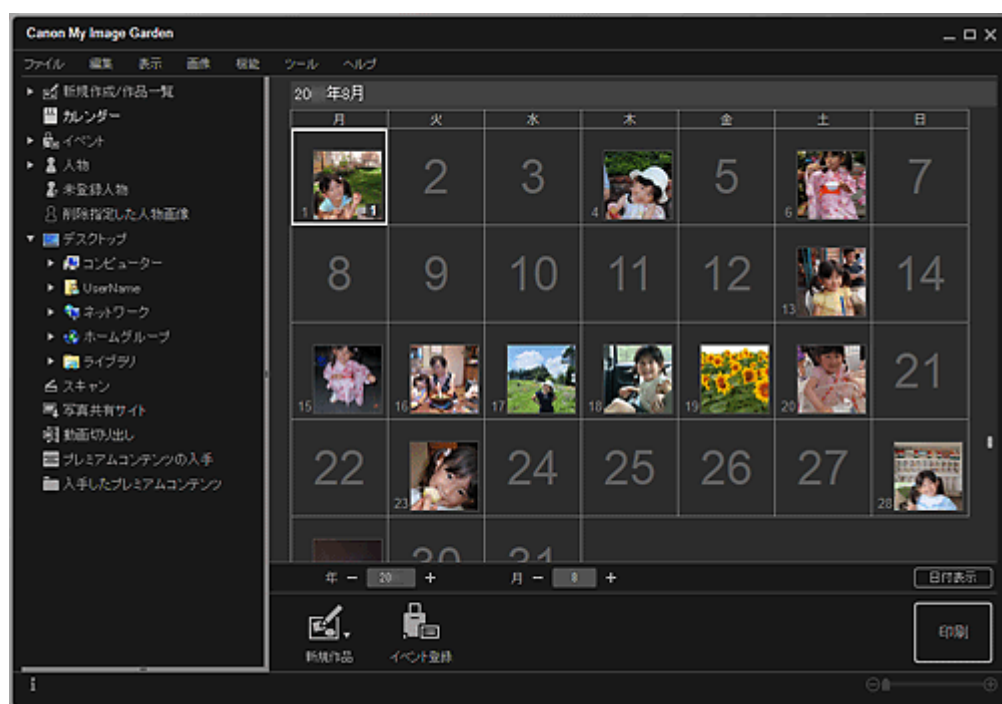 Canon My Image Garden
ファイル 編集 表示 画像 機能 ツール ヘルプ
新規作成/作品一覧
カレンダー
イベント
人物
未登録人物
削除指定した人物画像
デスクトップ
コンピューター
UserName
ネットワーク
ホームグループ
ライブラリ
スキャン
写真共有サイト
動画切り出し
プレミアムコンテンツの入手
入手したプレミアムコンテンツ
20 年8月
月 火 水 木 金 土 日
1 1 2 3 4 5 6 7
8 9 10 11 12 13 14
15 16 17 18 19 20 21
22 23 24 25 26 27 28
30 31
年 − 20 + 月 − 8 + 日付表示
新規作品 イベント登録 印刷